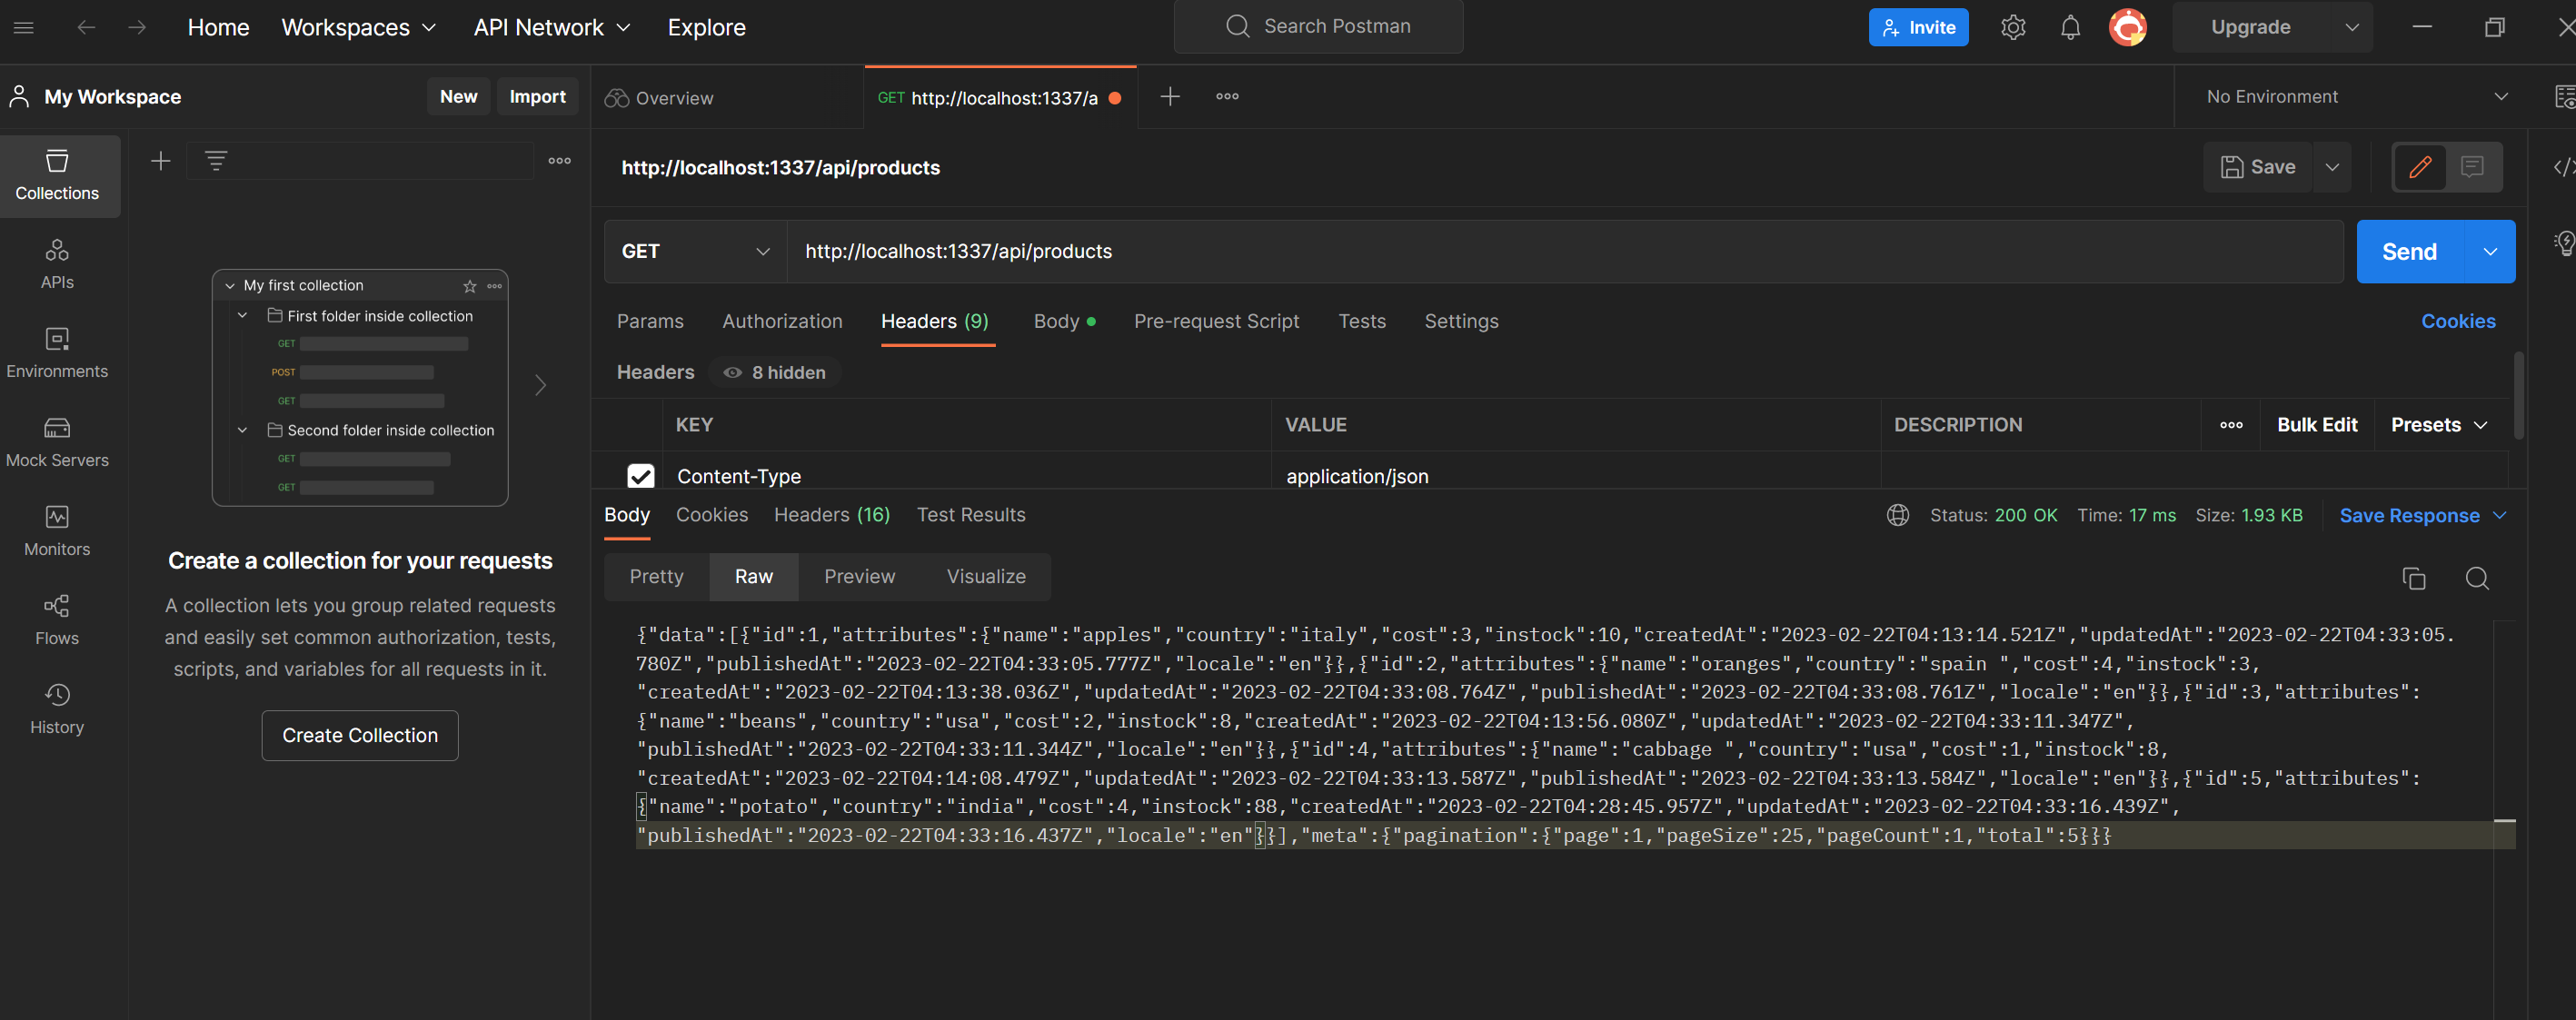 Home Workspaces API Network Explore Search Postman Invite Upgrade
My Workspace New Import Overview GET http://localhost:1337/a No Environment
Collections
APIs
Environments
Mock Servers
Monitors
Flows
History
My first collection
First folder inside collection
GET
POST
GET
Second folder inside collection
GET
GET
Create a collection for your requests
A collection lets you group related requests
and easily set common authorization, tests,
scripts, and variables for all requests in it.
Create Collection
http://localhost:1337/api/products Save
GET http://localhost:1337/api/products Send
Params Authorization Headers (9) Body Pre-request Script Tests Settings Cookies
Headers 8 hidden
KEY VALUE DESCRIPTION Bulk Edit Presets
Content-Type application/json
Body Cookies Headers (16) Test Results Status: 200 OK Time: 17 ms Size: 1.93 KB Save Response
Pretty Raw Preview Visualize
{"data":[{"id":1,"attributes":{"name":"apples","country":"italy","cost":3,"instock":10,"createdAt":"2023-02-22T04:13:14.521Z","updatedAt":"2023-02-22T04:33:05.
780Z","publishedAt":"2023-02-22T04:33:05.777Z","locale":"en"}},{"id":2,"attributes":{"name":"oranges","country":"spain ","cost":4,"instock":3,
"createdAt":"2023-02-22T04:13:38.036Z","updatedAt":"2023-02-22T04:33:08.764Z","publishedAt":"2023-02-22T04:33:08.761Z","locale":"en"}},{"id":3,"attributes":
{"name":"beans","country":"usa","cost":2,"instock":8,"createdAt":"2023-02-22T04:13:56.080Z","updatedAt":"2023-02-22T04:33:11.347Z",
"publishedAt":"2023-02-22T04:33:11.344Z","locale":"en"}},{"id":4,"attributes":{"name":"cabbage ","country":"usa","cost":1,"instock":8,
"createdAt":"2023-02-22T04:14:08.479Z","updatedAt":"2023-02-22T04:33:13.587Z","publishedAt":"2023-02-22T04:33:13.584Z","locale":"en"}},{"id":5,"attributes":
{"name":"potato","country":"india","cost":4,"instock":88,"createdAt":"2023-02-22T04:28:45.957Z","updatedAt":"2023-02-22T04:33:16.439Z",
"publishedAt":"2023-02-22T04:33:16.437Z","locale":"en"}}],"meta":{"pagination":{"page":1,"pageSize":25,"pageCount":1,"total":5}}}